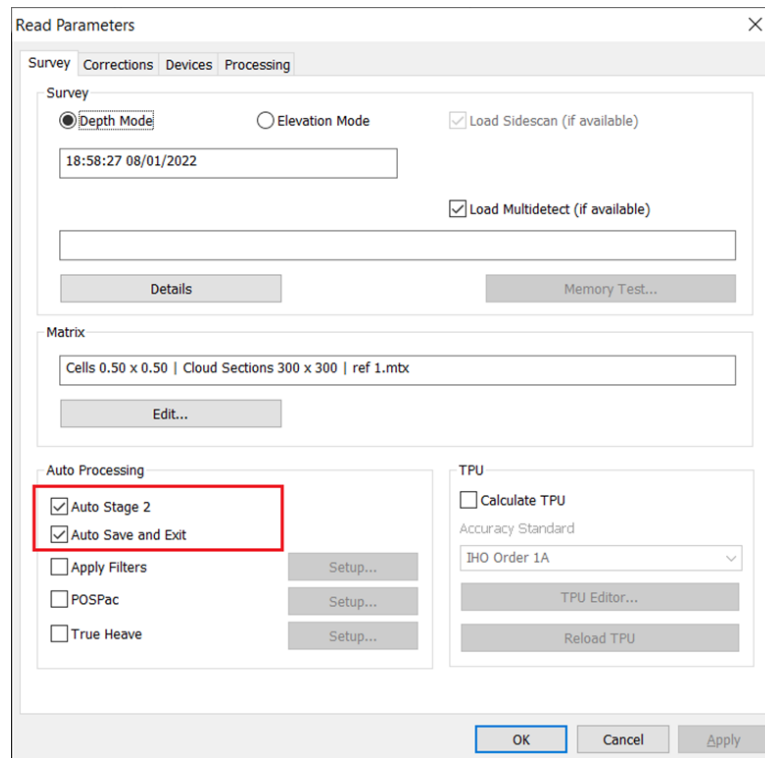 Read Parameters
Survey Corrections Devices Processing
Survey
Depth Mode Elevation Mode Load Sidescan (if available)
18:58:27 08/01/2022
Load Multidetect (if available)
Details Memory Test...
Matrix
Cells 0.50 x 0.50 | Cloud Sections 300 x 300 | ref 1.mtx
Edit...
Auto Processing TPU
Auto Stage 2 Calculate TPU
Auto Save and Exit Accuracy Standard
Apply Filters Setup... IHO Order 1A
POSPac Setup... TPU Editor...
True Heave Setup... Reload TPU
OK Cancel Apply